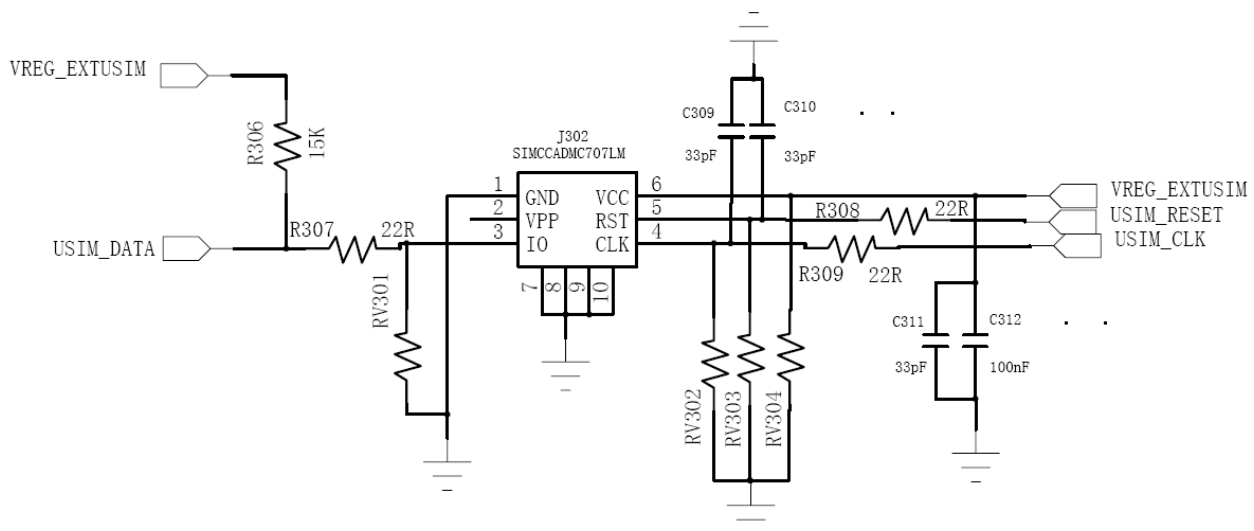 VREG_EXTUSIM
R306
15K
USIM_DATA
R307
22R
RV301
J302
SIMCCADMC707LM
1
2
3
GND
VPP
IO
VCC
RST
CLK
6
5
4
7
8
9
10
C309
33pF
C310
33pF
R308
22R
R309
22R
VREG_EXTUSIM
USIM_RESET
USIM_CLK
RV302
RV303
RV304
C311
33pF
C312
100nF